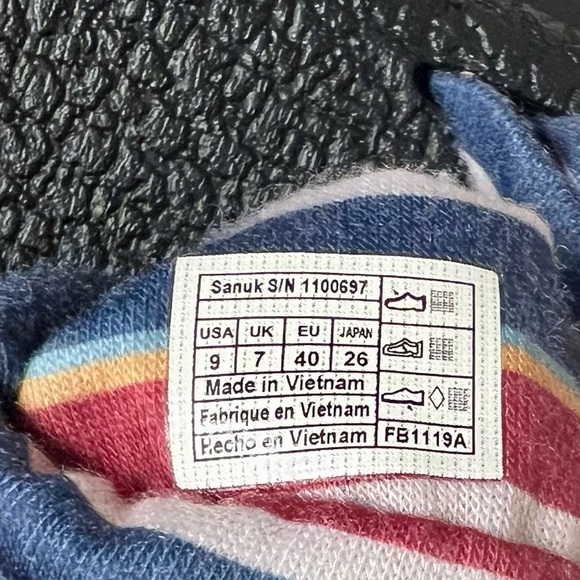 Sanuk S/N 1100697
USA UK EU JAPAN
9 7 40 26
Made in Vietnam
Fabrique en Vietnam
Hecho en Vietnam FB1119A